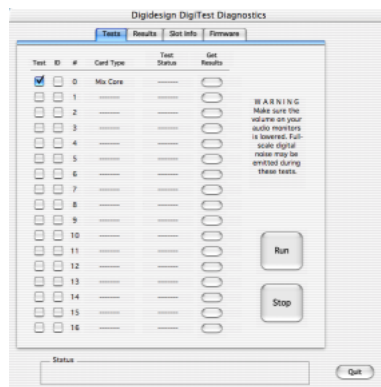 Digidesign DigiTest Diagnostics
Tests Results Slot Info Firmware
Test ID # Card Type Test Status Get Results
0 Mix Core --------
1 -------- --------
2 -------- --------
3 -------- --------
4 -------- --------
5 -------- --------
6 -------- --------
7 -------- --------
8 -------- --------
9 -------- --------
10 -------- --------
11 -------- --------
12 -------- --------
13 -------- --------
14 -------- --------
15 -------- --------
16 -------- --------
WARNING
Make sure the
volume on your
audio monitors
is lowered. Full-
scale digital
noise may be
emitted during
these tests.
Run
Stop
Status
Quit